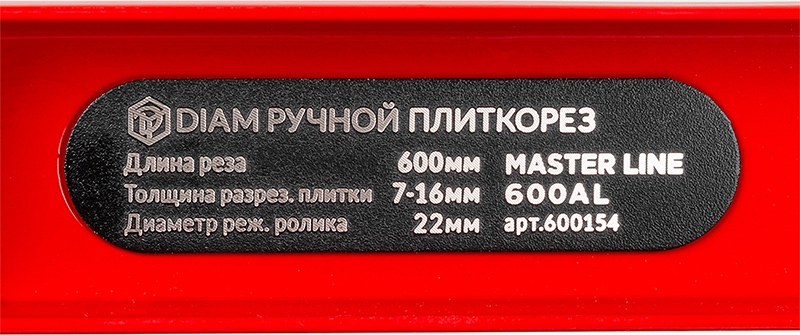 DIAM РУЧНОЙ ПЛИТКОРЕЗ
Длина реза 600мм MASTER LINE
Толщина разрез. плитки 7-16мм 600AL
Диаметр реж. ролика 22мм арт.600154